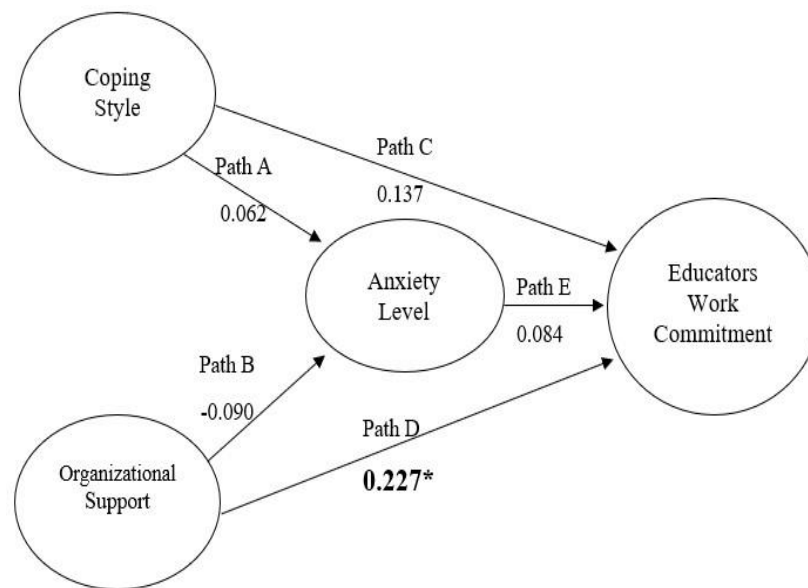 Coping
Style
Path C
0.137
Path A
0.062
Anxiety
Level
Path E
0.084
Educators
Work
Commitment
Path B
-0.090
Path D
0.227*
Organizational
Support